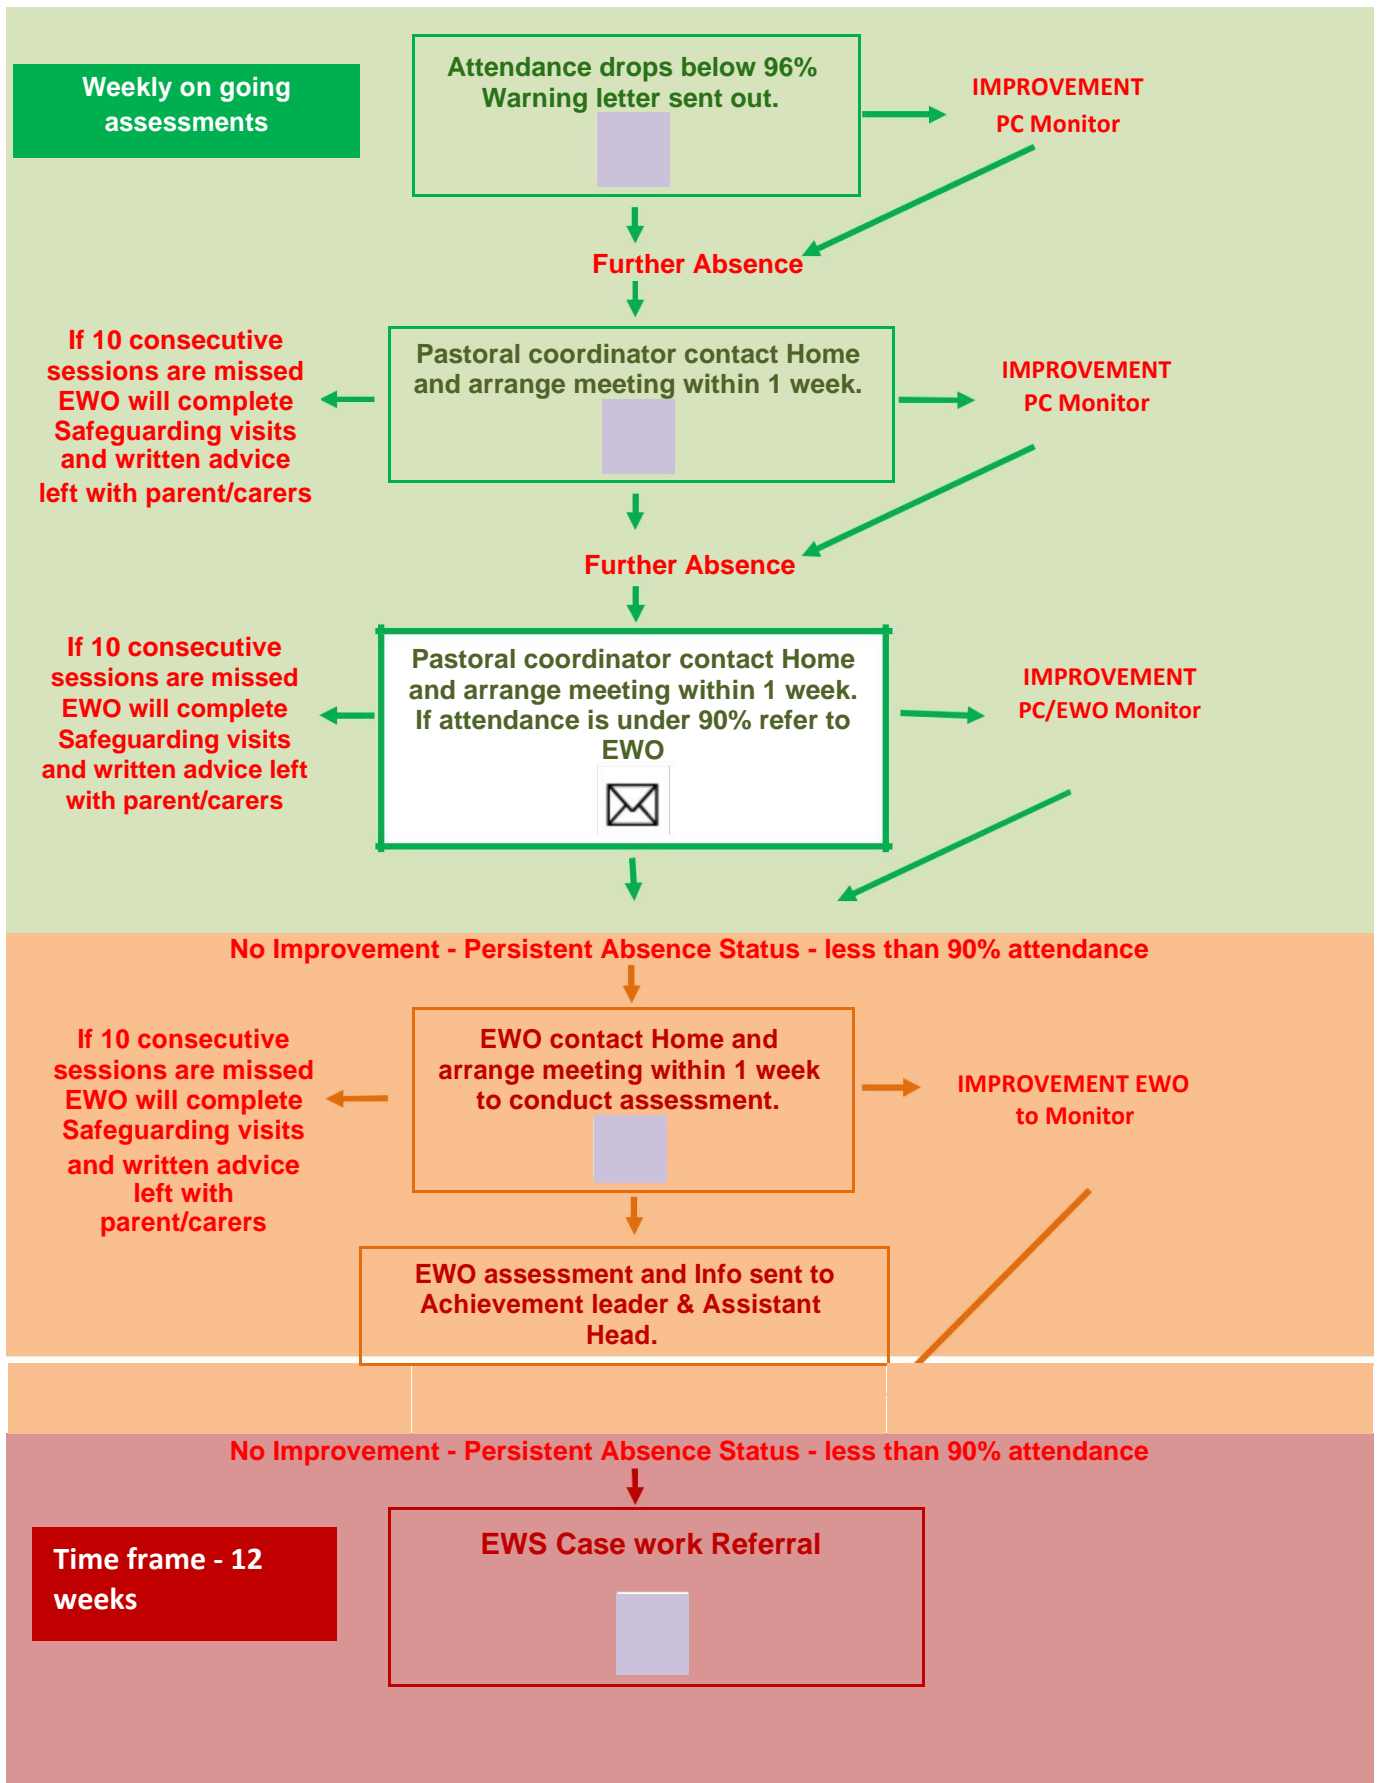 Weekly on going
assessments
Attendance drops below 96%
Warning letter sent out.
IMPROVEMENT
PC Monitor
Further Absence
If 10 consecutive
sessions are missed
EWO will complete
Safeguarding visits
and written advice
left with parent/carers
Pastoral coordinator contact Home
and arrange meeting within 1 week.
IMPROVEMENT
PC Monitor
Further Absence
If 10 consecutive
sessions are missed
EWO will complete
Safeguarding visits
and written advice left
with parent/carers
Pastoral coordinator contact Home
and arrange meeting within 1 week.
If attendance is under 90% refer to
EWO
IMPROVEMENT
PC/EWO Monitor
No Improvement - Persistent Absence Status - less than 90% attendance
If 10 consecutive
sessions are missed
EWO will complete
Safeguarding visits
and written advice
left with
parent/carers
EWO contact Home and
arrange meeting within 1 week
to conduct assessment.
IMPROVEMENT EWO
to Monitor
EWO assessment and Info sent to
Achievement leader & Assistant
Head.
No Improvement - Persistent Absence Status - less than 90% attendance
Time frame - 12
weeks
EWS Case work Referral